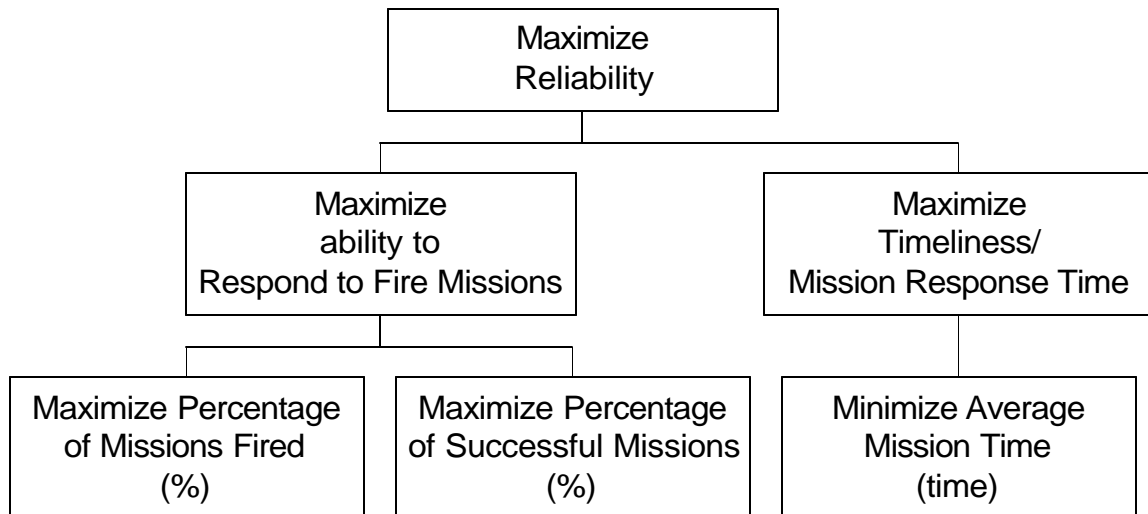 Maximize
Reliability
Maximize
ability to
Respond to Fire Missions
Maximize
Timeliness/
Mission Response Time
Maximize Percentage
of Missions Fired
(%)
Maximize Percentage
of Successful Missions
(%)
Minimize Average
Mission Time
(time)